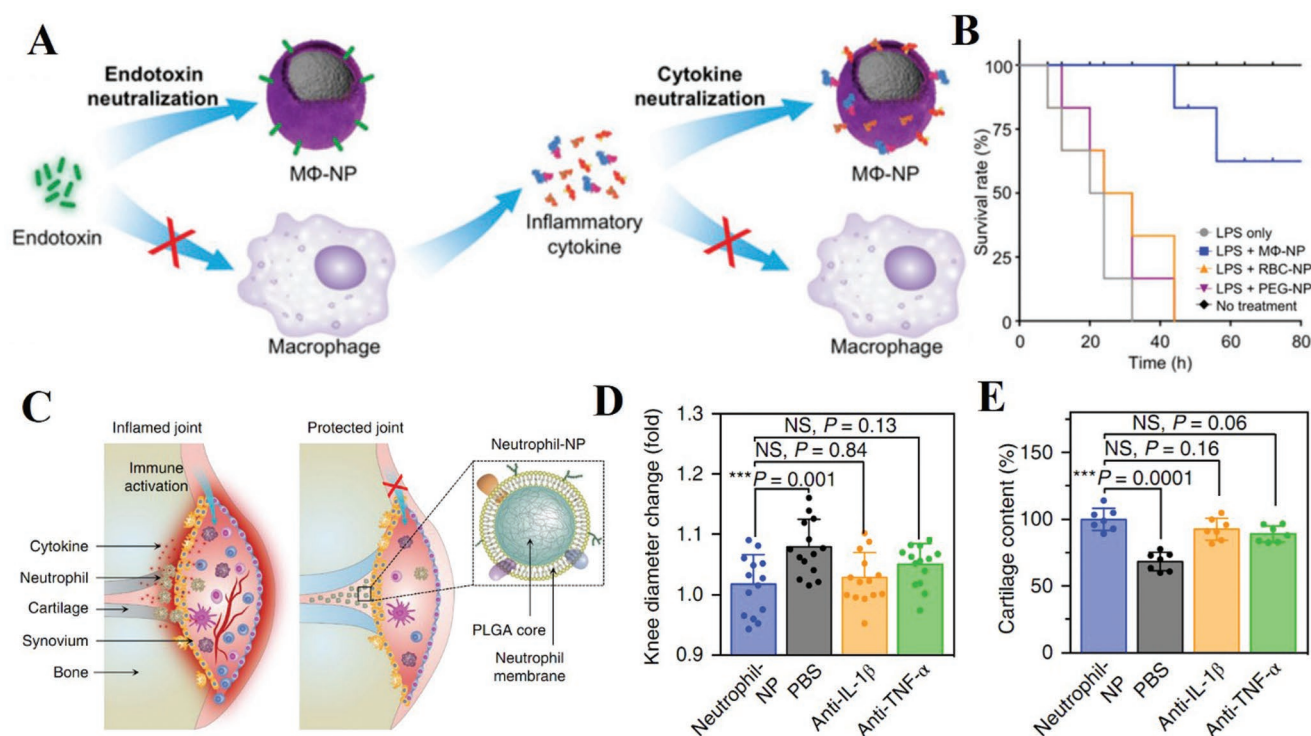 A
Endotoxin
neutralization
Cytokine
neutralization
MΦ-NP
MΦ-NP
Endotoxin
Inflammatory
cytokine
Macrophage
Macrophage
B
Survival rate (%)
100
75
50
25
0
LPS only
LPS + MΦ-NP
LPS + RBC-NP
LPS + PEG-NP
No treatment
0 20 40 60 80
Time (h)
C
Inflamed joint
Immune
activation
Cytokine
Neutrophil
Cartilage
Synovium
Bone
Protected joint
Neutrophil-NP
PLGA core
Neutrophil
membrane
D
Knee diameter change (fold)
1.3
1.2
1.1
1.0
0.9
NS, P = 0.13
NS, P = 0.84
***P = 0.001
Neutrophil-
NP
PBS
Anti-IL-1β
Anti-TNF-α
E
Cartilage content (%)
150
100
50
0
NS, P = 0.06
NS, P = 0.16
***P = 0.0001
Neutrophil-
NP
PBS
Anti-IL-1β
Anti-TNF-α